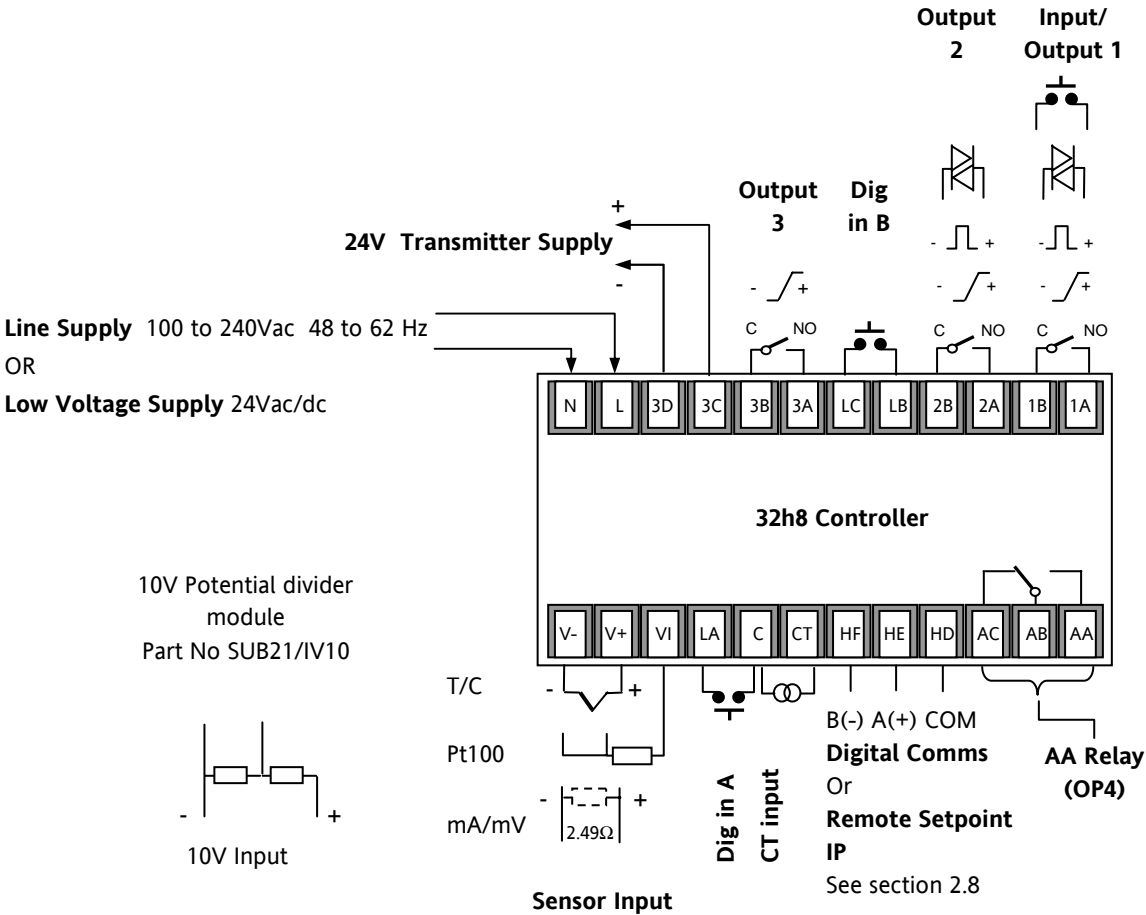 Output
2
Input/
Output 1
Output
3
Dig
in B
+
24V Transmitter Supply
-
- +
- +
- +
- +
- +
Line Supply 100 to 240Vac 48 to 62 Hz
OR
Low Voltage Supply 24Vac/dc
C NO
C NO
C NO
N L 3D 3C 3B 3A LC LB 2B 2A 1B 1A
32h8 Controller
10V Potential divider
module
Part No SUB21/IV10
V- V+ VI LA C CT HF HE HD AC AB AA
T/C - +
Pt100
mA/mV - +
2.49Ω
Sensor Input
- +
10V Input
Dig in A
CT input
B(-) A(+) COM
Digital Comms
Or
Remote Setpoint
IP
See section 2.8
AA Relay
(OP4)